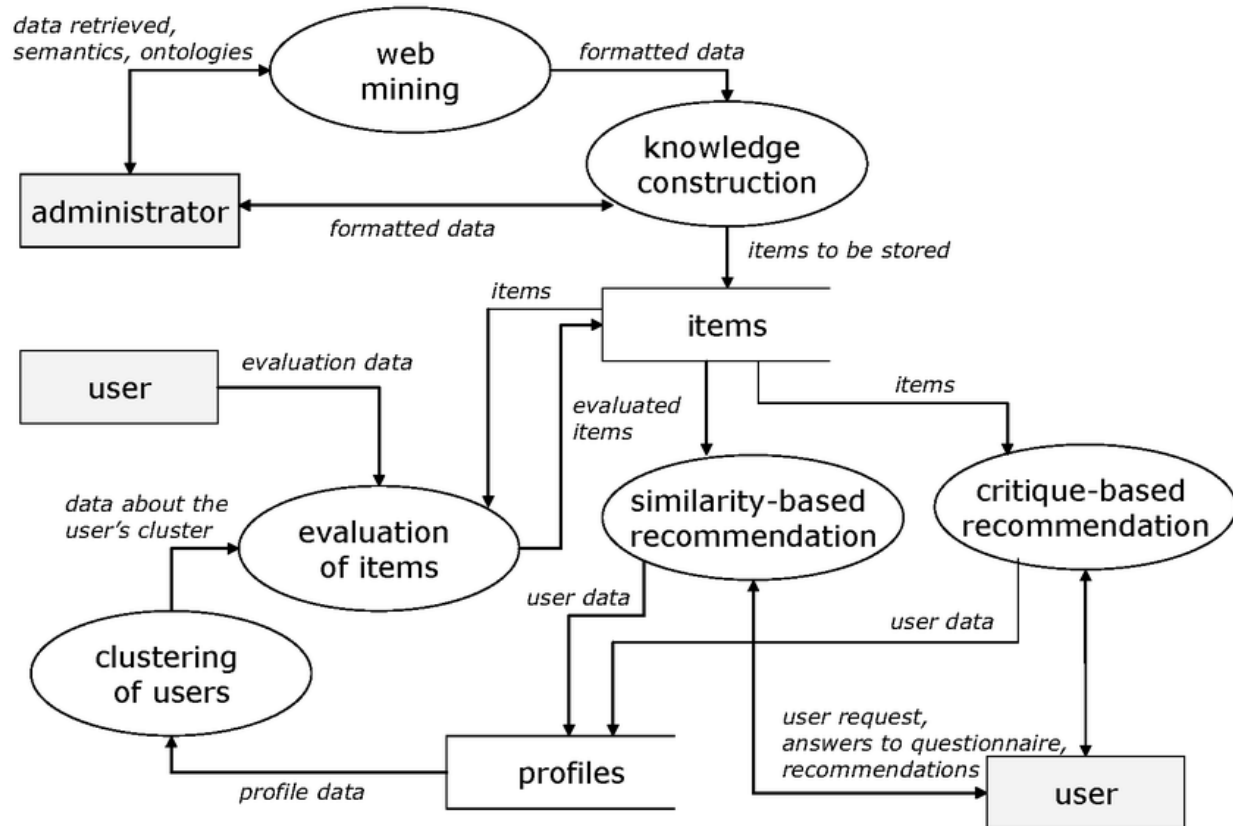 data retrieved,
semantics, ontologies
web
mining
formatted data
knowledge
construction
administrator
formatted data
items to be stored
items
items
user
evaluation data
evaluated
items
items
data about the
user's cluster
evaluation
of items
similarity-based
recommendation
critique-based
recommendation
user data
user data
clustering
of users
user request,
answers to questionnaire,
recommendations
profile data
profiles
user